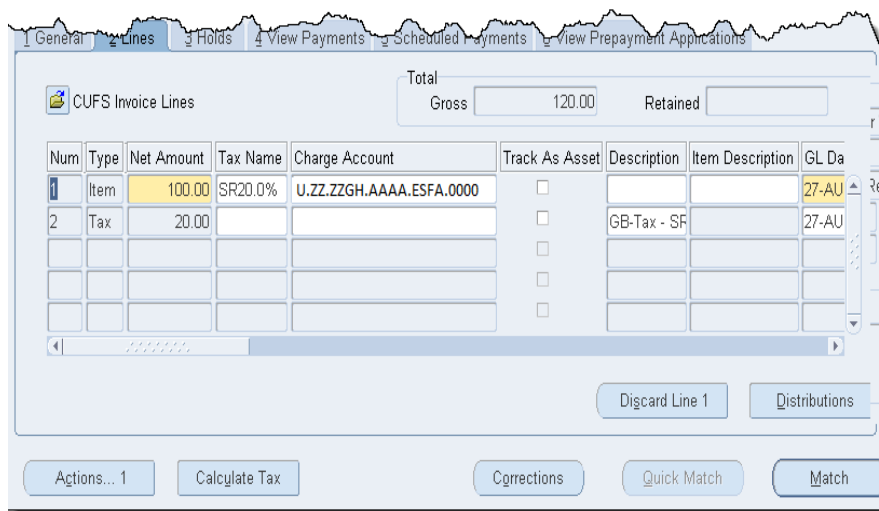 1 General 2 Lines 3 Holds 4 View Payments 5 Scheduled Payments 6 View Prepayment Applications
Total
CUFS Invoice Lines Gross 120.00 Retained
Num Type Net Amount Tax Name Charge Account Track As Asset Description Item Description GL Da
1 Item 100.00 SR20.0% U.ZZ.ZZGH.AAAA.ESFA.0000 27-AU
2 Tax 20.00 GB-Tax - SR 27-AU
Discard Line 1 Distributions
Actions... 1 Calculate Tax Corrections Quick Match Match